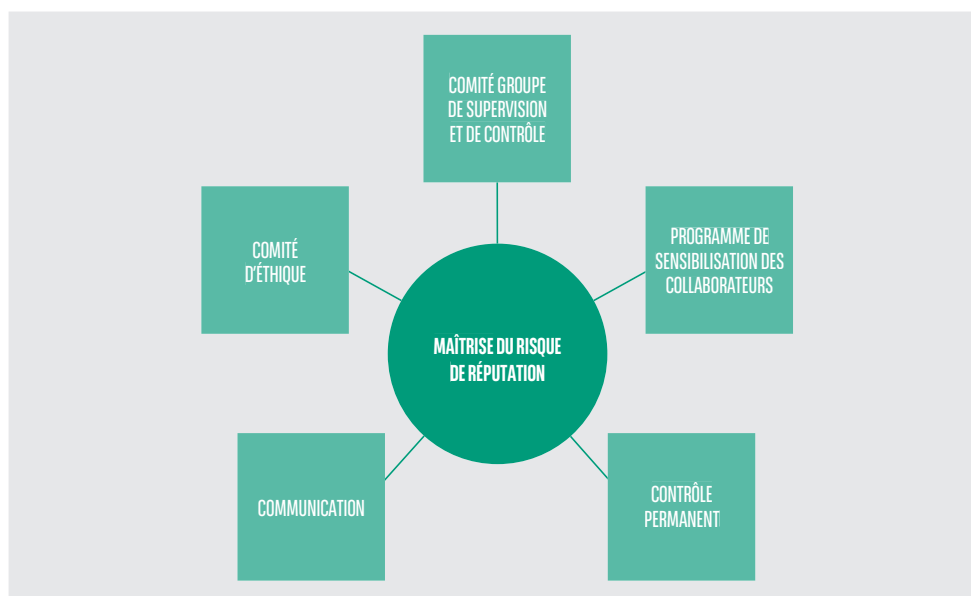 COMITÉ GROUPE
DE SUPERVISION
ET DE CONTRÔLE
COMITÉ
D'ÉTHIQUE
PROGRAMME DE
SENSIBILISATION DES
COLLABORATEURS
MAÎTRISE DU RISQUE
DE RÉPUTATION
COMMUNICATION
CONTRÔLE
PERMANENT